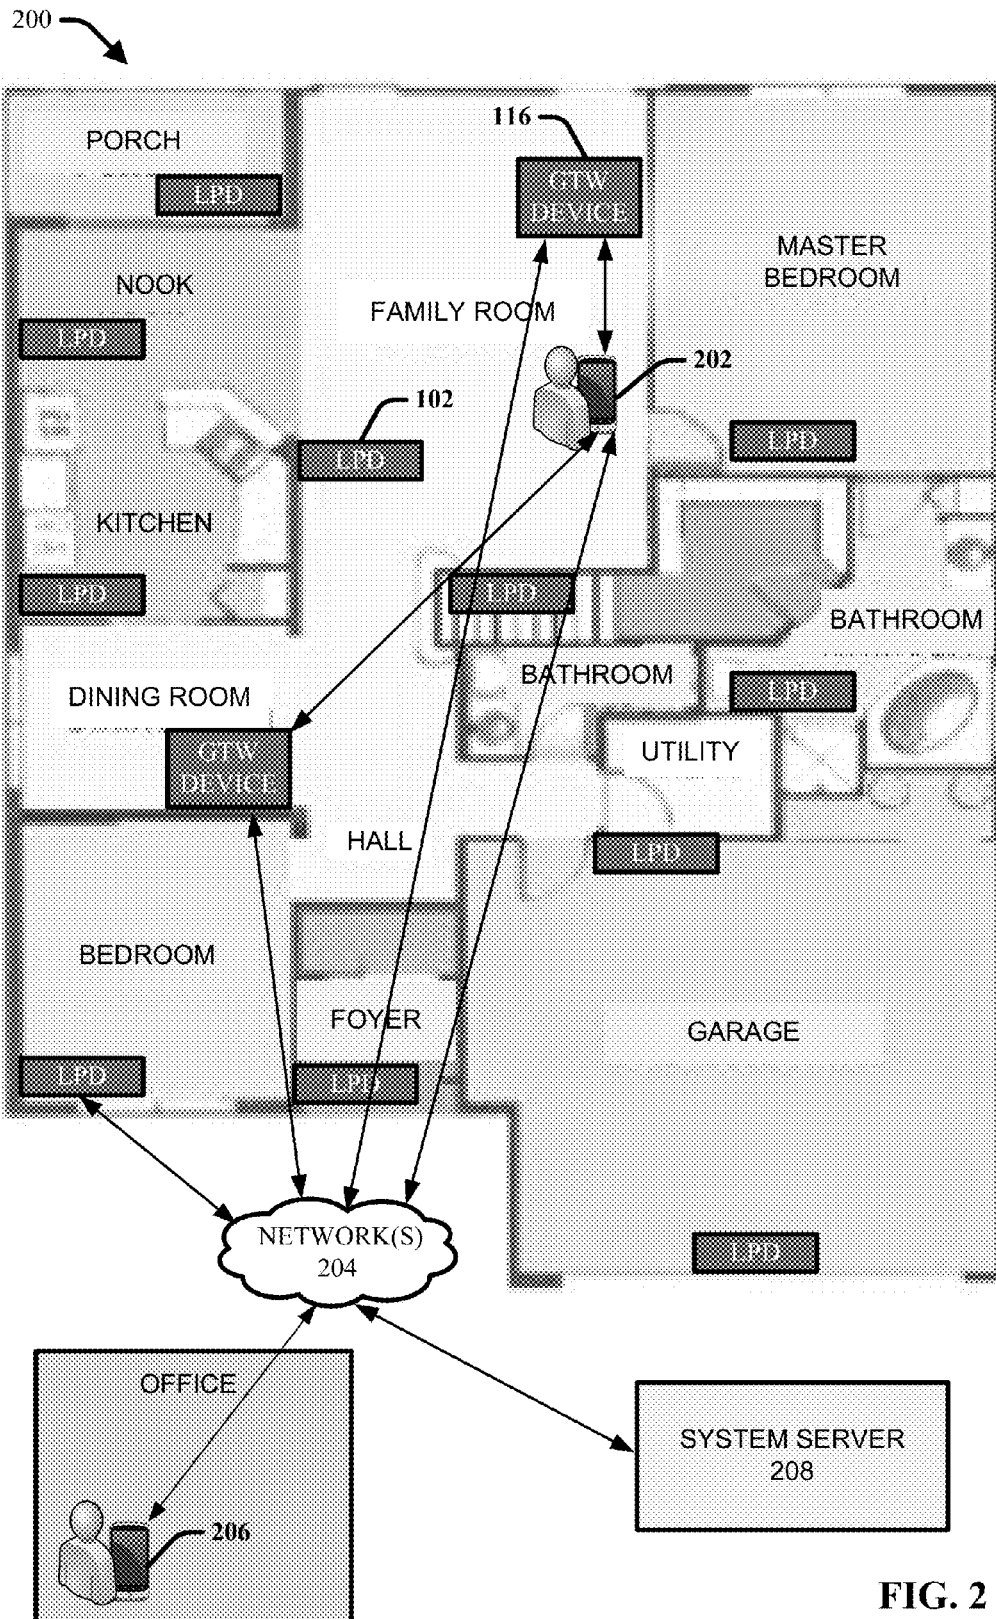 200
116
PORCH
LPD
GTW
DEVICE
MASTER
BEDROOM
NOOK
FAMILY ROOM
LPD
202
102
LPD
LPD
KITCHEN
LPD
LPD
BATHROOM
BATHROOM
DINING ROOM
LPD
GTW
DEVICE
UTILITY
HALL
LPD
BEDROOM
FOYER
GARAGE
LPD
LPD
NETWORK(S)
204
LPD
OFFICE
SYSTEM SERVER
208
206
FIG. 2